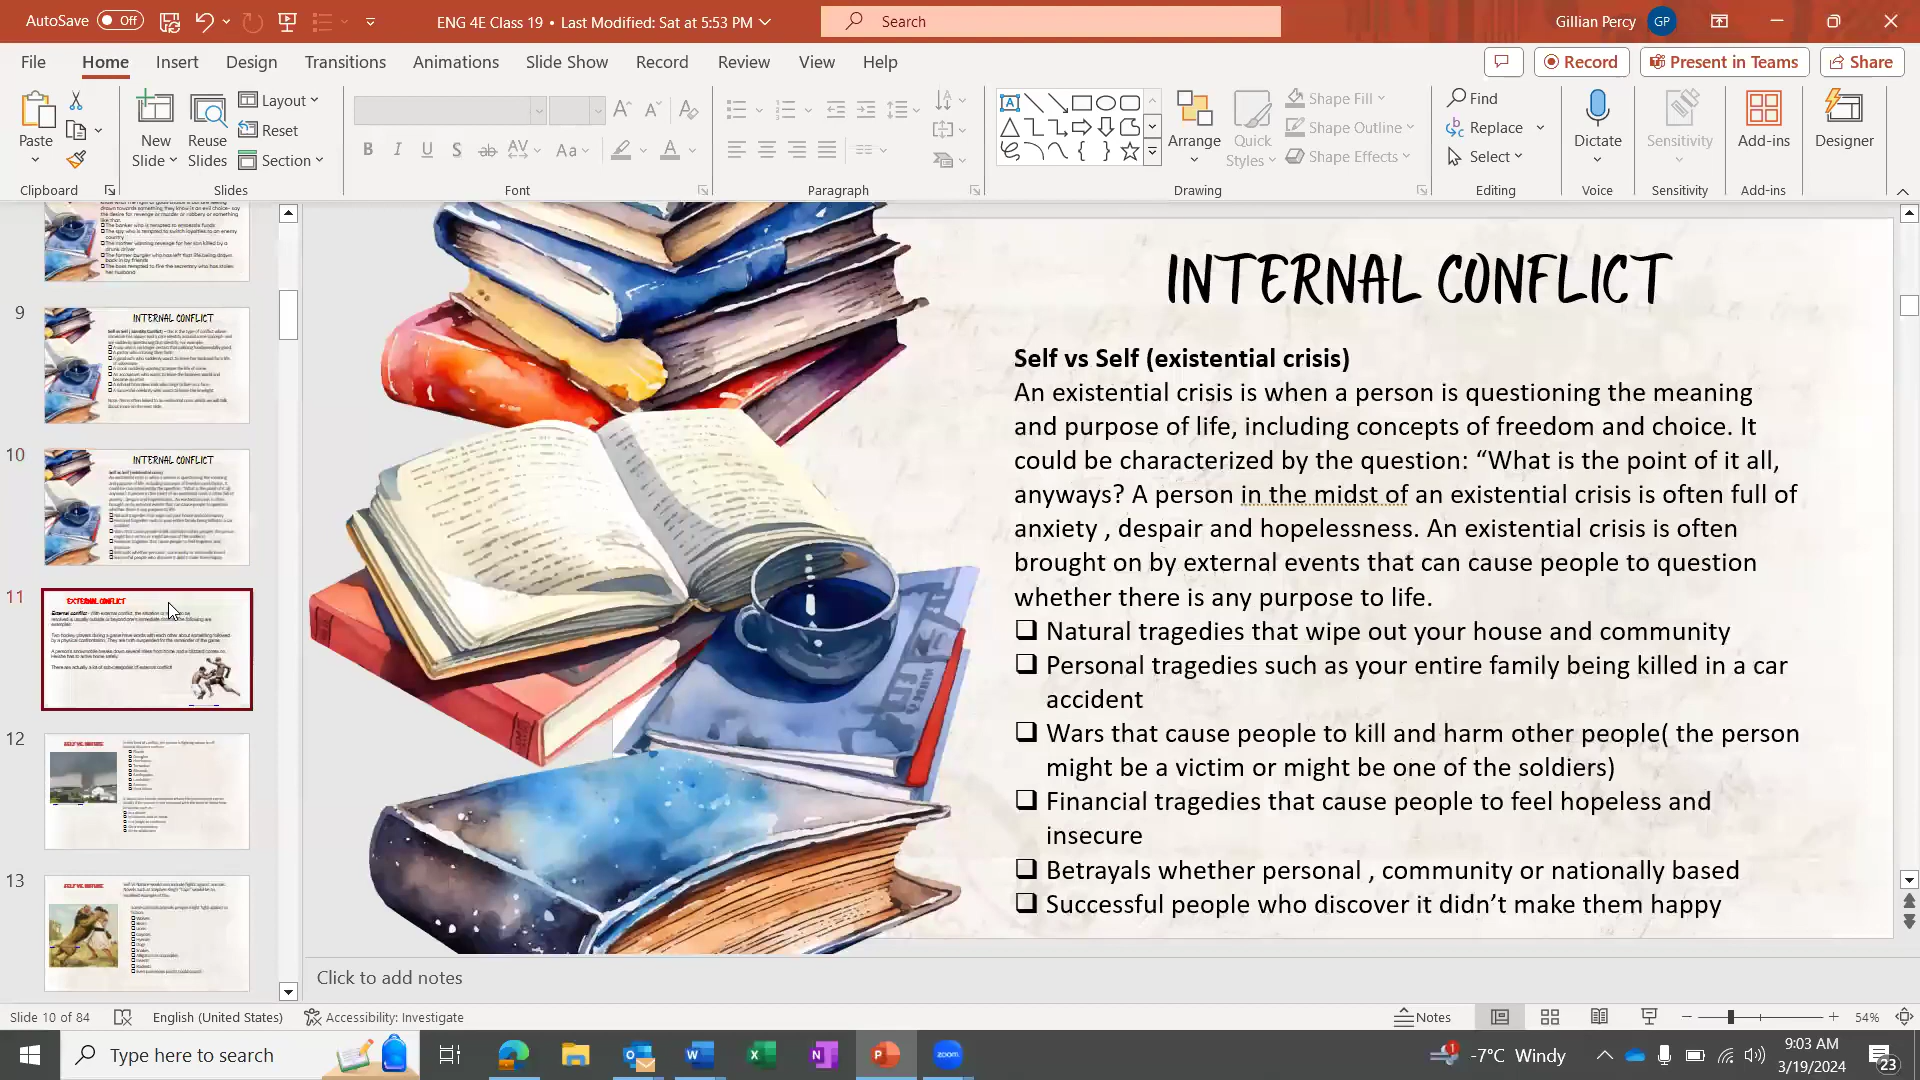 AutoSave Off
ENG 4E Class 19 • Last Modified: Sat at 5:53 PM
Search
Gillian Percy GP
File Home Insert Design Transitions Animations Slide Show Record Review View Help
Record Present in Teams Share
Paste
New Slide
Reuse Slides
Layout
Reset
Section
Shape Fill
Shape Outline
Shape Effects
Arrange
Quick Styles
Find
Replace
Select
Dictate
Sensitivity
Add-ins
Designer
Clipboard Slides Font Paragraph Drawing Editing Voice Sensitivity Add-ins
9
INTERNAL CONFLICT
10
INTERNAL CONFLICT
11
EXTERNAL CONFLICT
12
SELF VS. NATURE
13
SELF VS. NATURE
INTERNAL CONFLICT
Self vs Self (existential crisis)
An existential crisis is when a person is questioning the meaning
and purpose of life, including concepts of freedom and choice. It
could be characterized by the question: “What is the point of it all,
anyways? A person in the midst of an existential crisis is often full of
anxiety , despair and hopelessness. An existential crisis is often
brought on by external events that can cause people to question
whether there is any purpose to life.
❑ Natural tragedies that wipe out your house and community
❑ Personal tragedies such as your entire family being killed in a car
accident
❑ Wars that cause people to kill and harm other people( the person
might be a victim or might be one of the soldiers)
❑ Financial tragedies that cause people to feel hopeless and
insecure
❑ Betrayals whether personal , community or nationally based
❑ Successful people who discover it didn’t make them happy
Click to add notes
Slide 10 of 84 English (United States) Accessibility: Investigate
Notes 54%
Type here to search
zoom
-7°C Windy
9:03 AM
3/19/2024
23